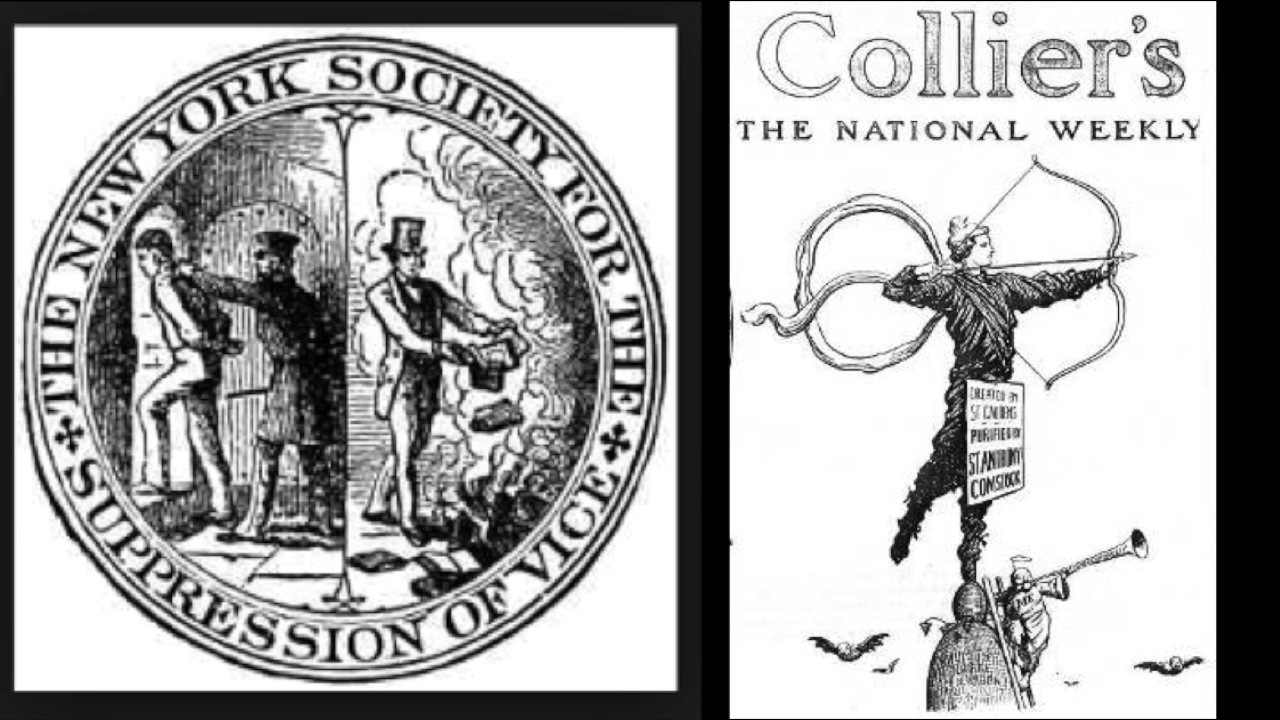 THE NEW YORK SOCIETY FOR THE
SUPPRESSION OF VICE
Collier's
THE NATIONAL WEEKLY
CREATED BY
ST GAUDENS
PURIFIED BY
ST ANTHONY
COMSTOCK
ME